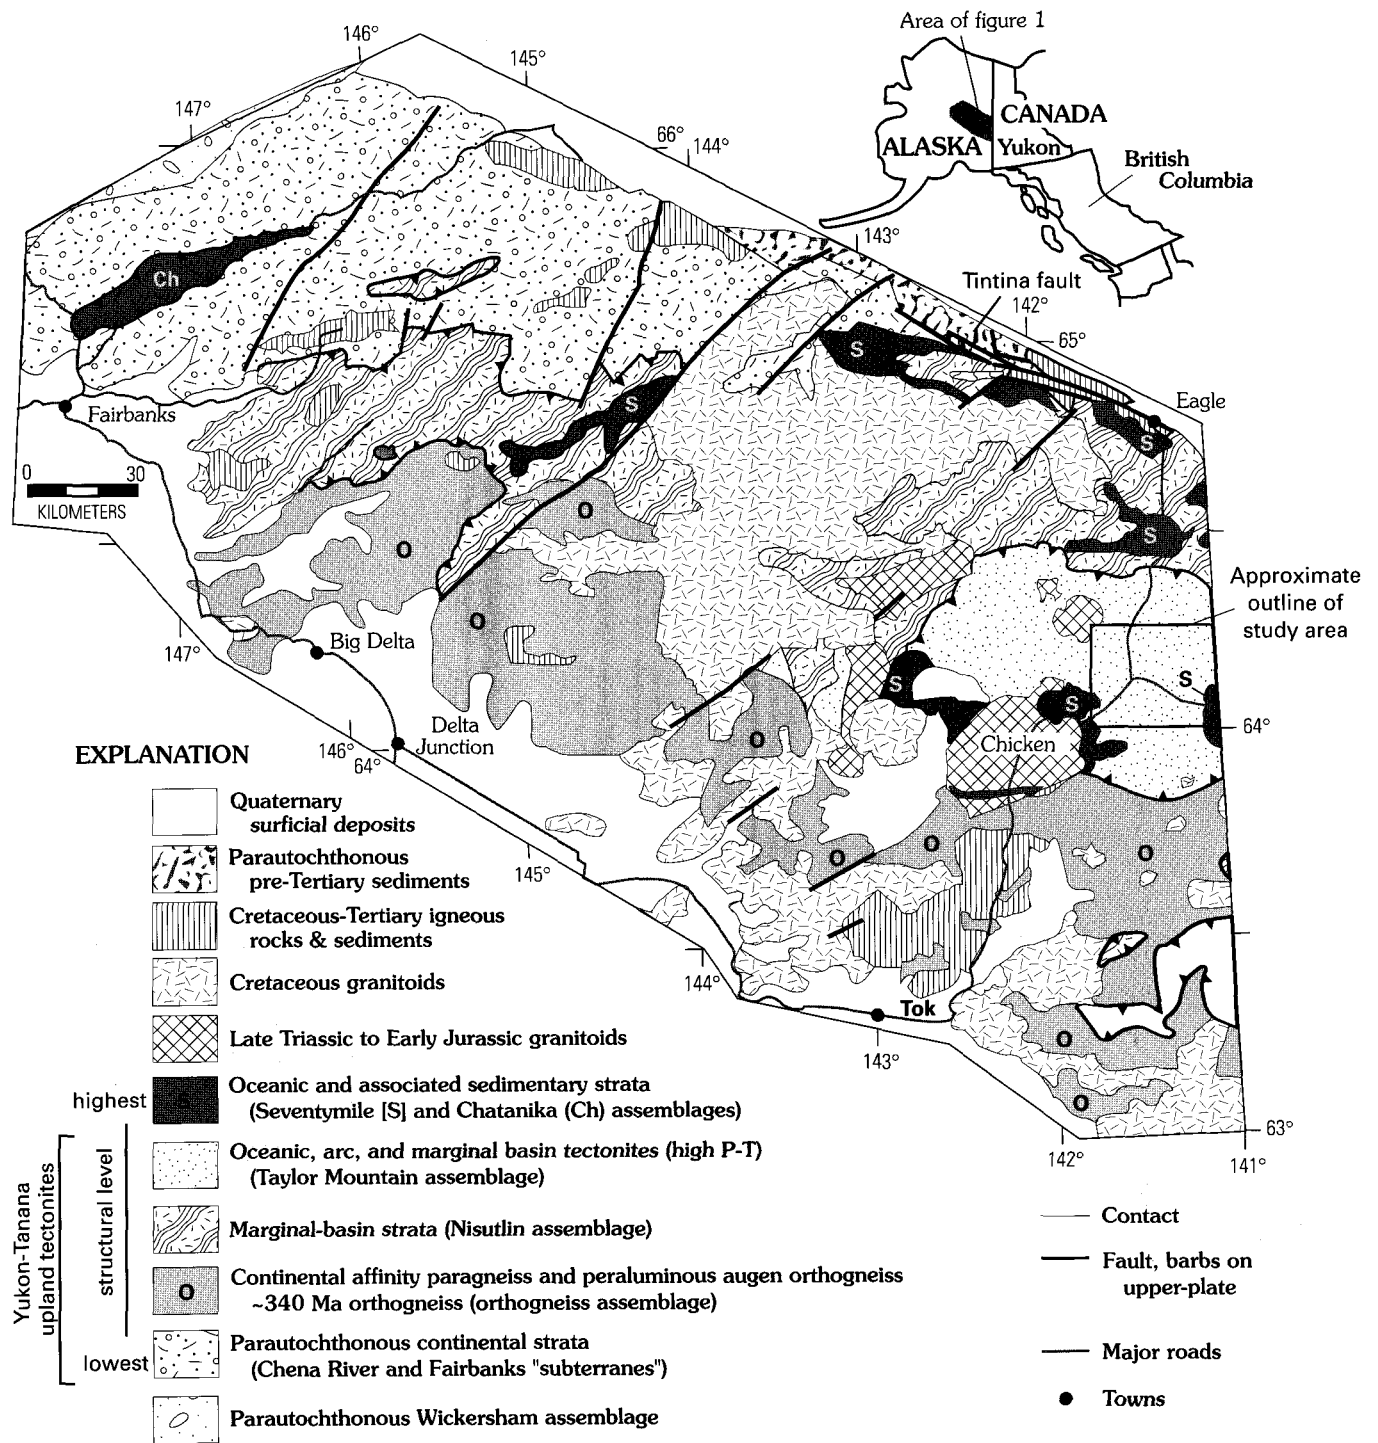 Area of figure 1
CANADA
ALASKA
Yukon
British
Columbia
146°
145°
147°
66°
144°
143°
Tintina fault
142°
65°
Ch
S
S
Eagle
S
Fairbanks
0 30
KILOMETERS
O
O
S
Approximate
outline of
study area
O
147°
Big Delta
S
S
S
64°
Delta
Junction
O
Chicken
146°
64°
EXPLANATION
Quaternary
surficial deposits
Parautochthonous
pre-Tertiary sediments
145°
O
O
O
Cretaceous-Tertiary igneous
rocks & sediments
Cretaceous granitoids
144°
Tok
143°
O
O
Late Triassic to Early Jurassic granitoids
highest
S
Oceanic and associated sedimentary strata
(Seventymile [S] and Chatanika (Ch) assemblages)
63°
142°
141°
Yukon-Tanana
upland tectonites
structural level
Oceanic, arc, and marginal basin tectonites (high P-T)
(Taylor Mountain assemblage)
Marginal-basin strata (Nisutlin assemblage)
O
Continental affinity paragneiss and peraluminous augen orthogneiss
~340 Ma orthogneiss (orthogneiss assemblage)
lowest
Parautochthonous continental strata
(Chena River and Fairbanks "subterranes")
Parautochthonous Wickersham assemblage
Contact
Fault, barbs on
upper-plate
Major roads
Towns